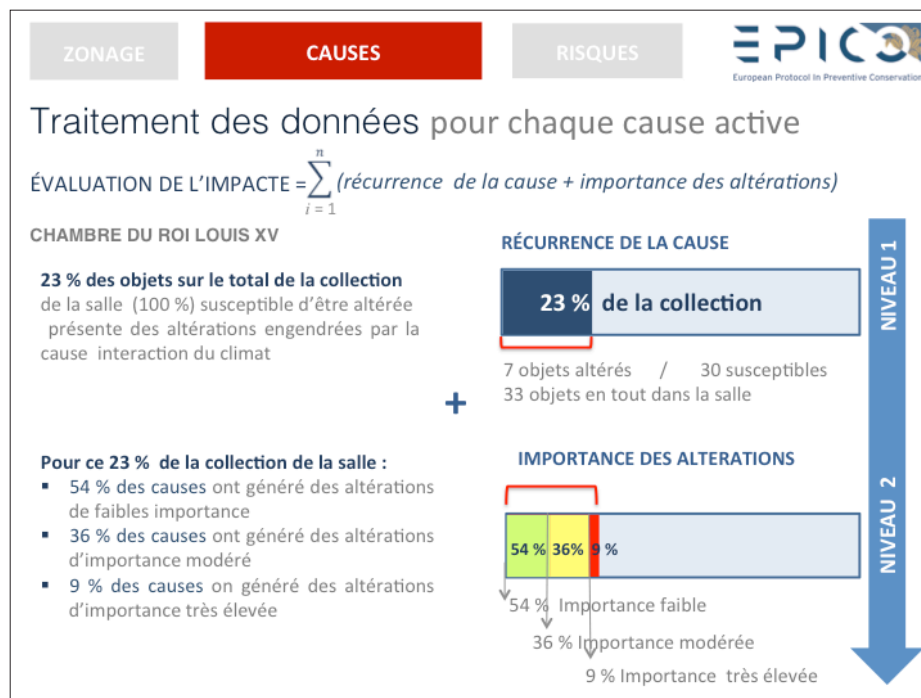 ZONAGE
CAUSES
RISQUES
EPICO
European Protocol In Preventive Conservation
Traitement des données pour chaque cause active
ÉVALUATION DE L'IMPACTE = n ∑ i = 1 (récurrence de la cause + importance des altérations)
CHAMBRE DU ROI LOUIS XV
23 % des objets sur le total de la collection
de la salle (100 %) susceptible d'être altérée
présente des altérations engendrées par la
cause interaction du climat
RÉCURRENCE DE LA CAUSE
23 % de la collection
7 objets altérés / 30 susceptibles
33 objets en tout dans la salle
NIVEAU 1
+
Pour ce 23 % de la collection de la salle :
▪ 54 % des causes ont généré des altérations
de faibles importance
▪ 36 % des causes ont généré des altérations
d'importance modéré
▪ 9 % des causes on généré des altérations
d'importance très élevée
IMPORTANCE DES ALTERATIONS
54 % 36% 9 %
54 % Importance faible
36 % Importance modérée
9 % Importance très élevée
NIVEAU 2